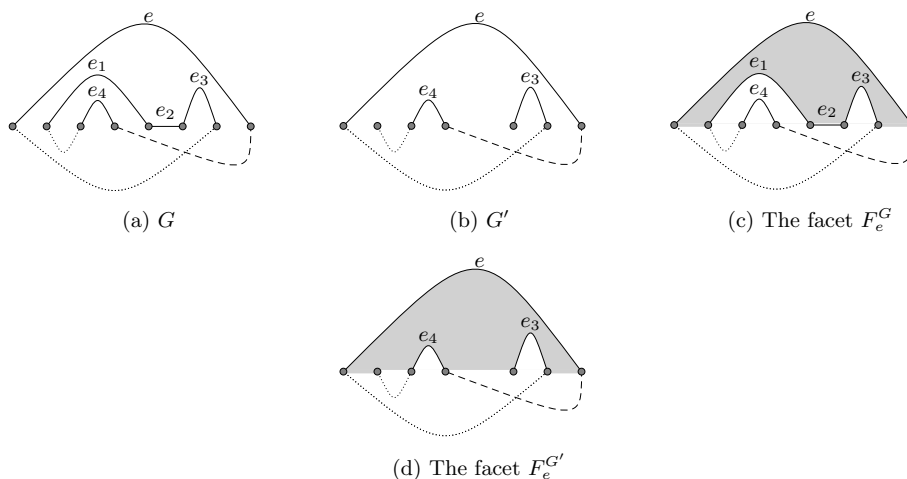 e
e
e
e₁
e₃
e₄
e₂
e₄
e₃
e₁
e₃
e₄
e₂
(a) G
(b) G′
(c) The facet F_e^G
e
e₄
e₃
(d) The facet F_e^{G′}